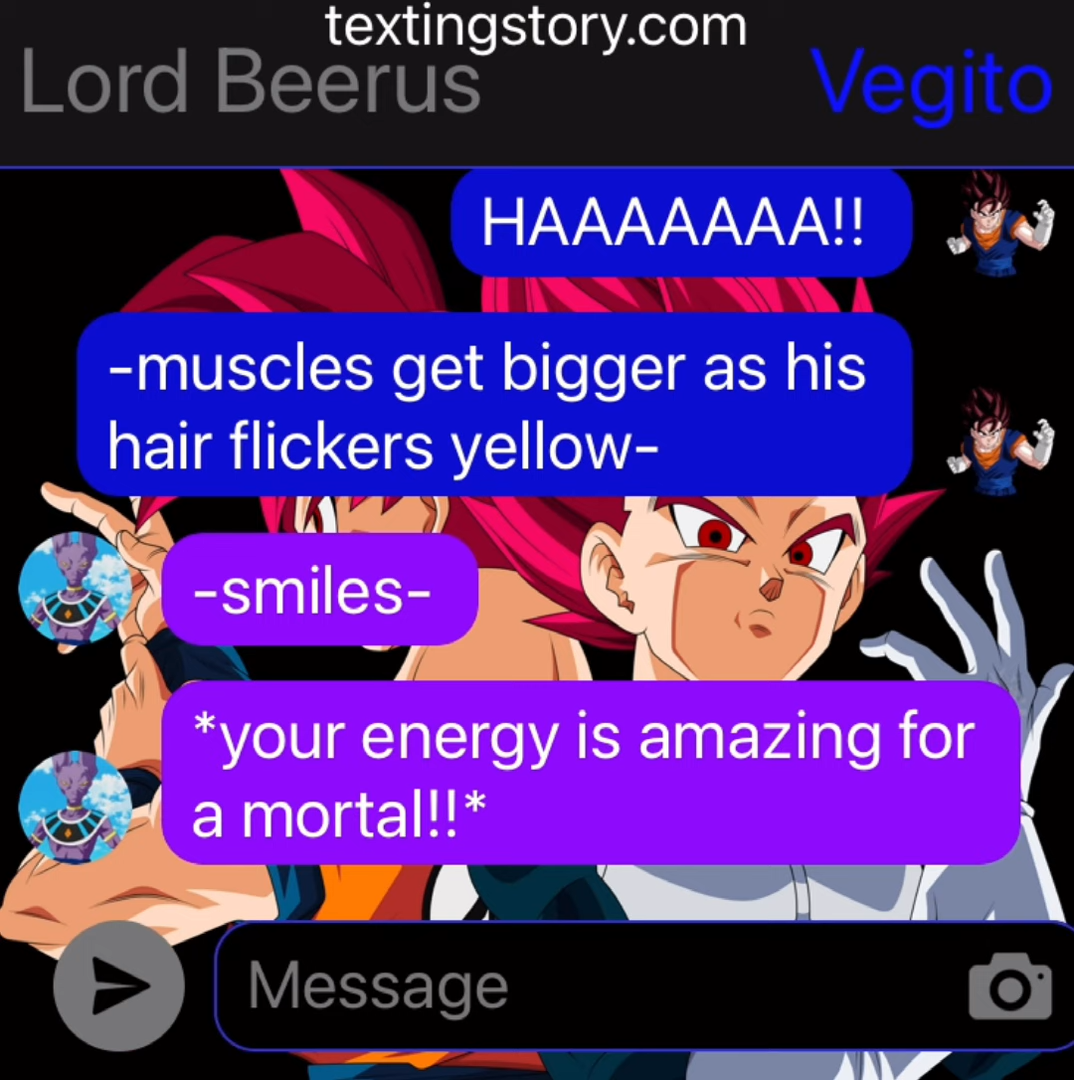 textingstory.com
Lord Beerus
Vegito
HAAAAAAA!!
-muscles get bigger as his
hair flickers yellow-
-smiles-
*your energy is amazing for
a mortal!!*
Message